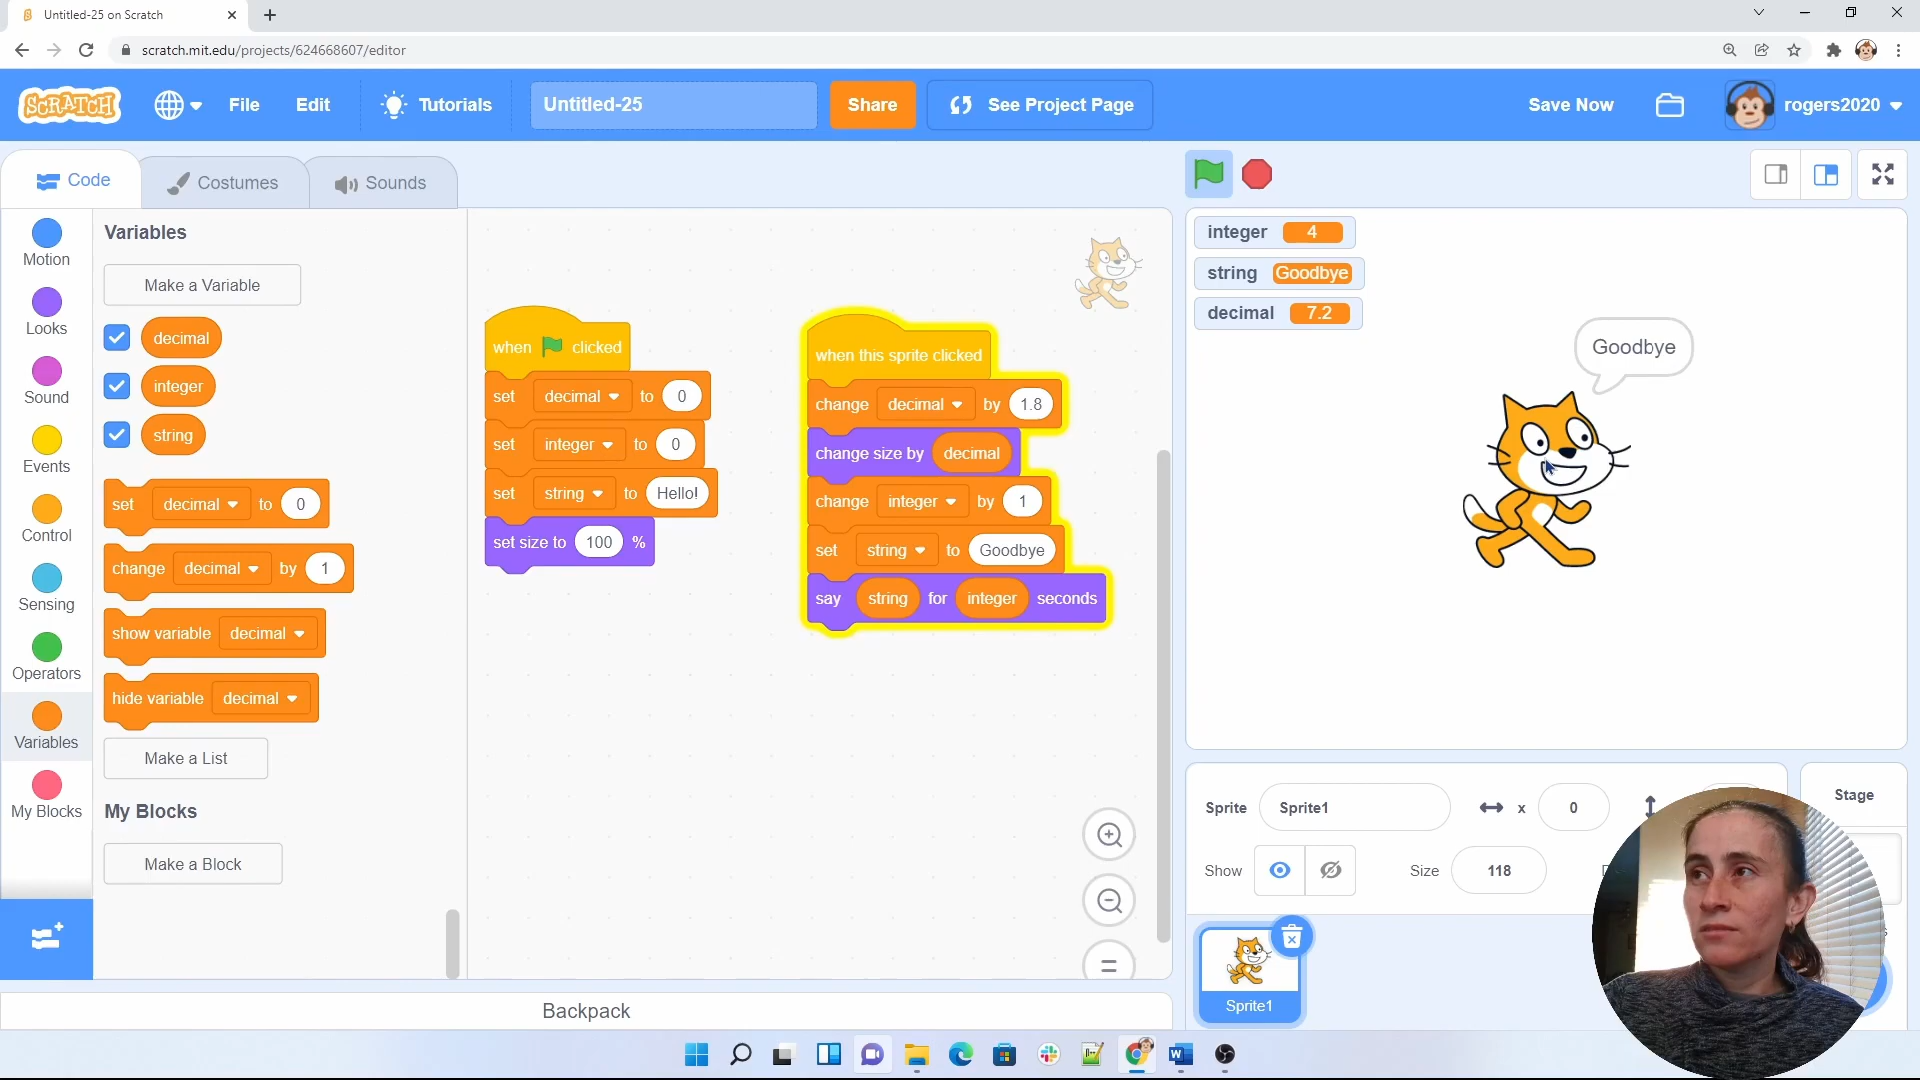 Untitled-25 on Scratch
scratch.mit.edu/projects/624668607/editor
SCRATCH
File
Edit
Tutorials
Untitled-25
Share
See Project Page
Save Now
rogers2020
Code
Costumes
Sounds
Motion
Looks
Sound
Events
Control
Sensing
Operators
Variables
My Blocks
Variables
Make a Variable
decimal
integer
string
set decimal to 0
change decimal by 1
show variable decimal
hide variable decimal
Make a List
My Blocks
Make a Block
when clicked
set decimal to 0
set integer to 0
set string to Hello!
set size to 100 %
when this sprite clicked
change decimal by 1.8
change size by decimal
change integer by 1
set string to Goodbye
say string for integer seconds
Backpack
integer 4
string Goodbye
decimal 7.2
Goodbye
Sprite Sprite1 x 0
Show Size 118
Sprite1
Stage